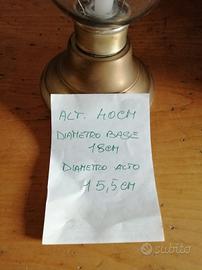 ALT. 40CM
DIAMETRO BASE
18CM
DIAMETRO ALTO
15,5CM
subito